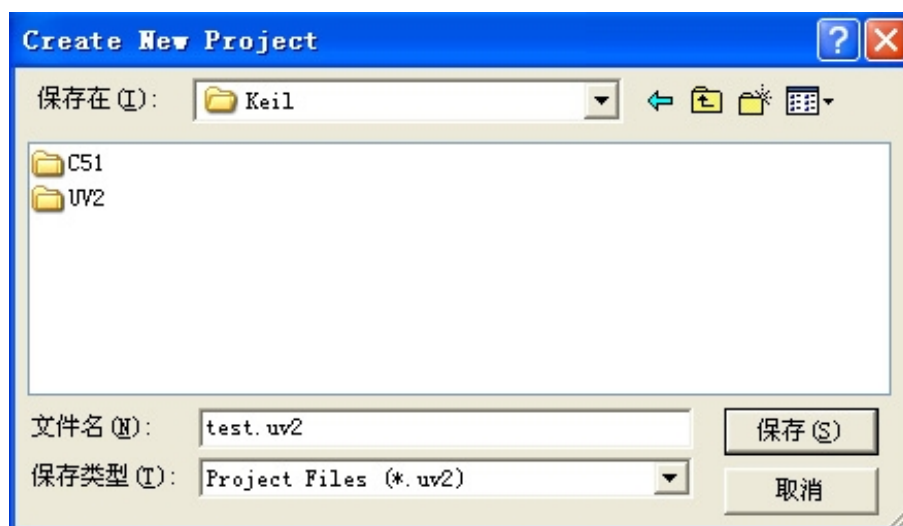 Create New Project
保存在(I): Keil
C51
UV2
文件名(N): test.uv2 保存(S)
保存类型(T): Project Files (*.uv2) 取消